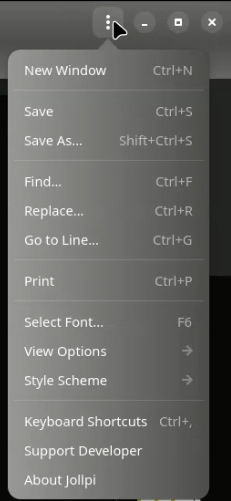 New Window Ctrl+N
Save Ctrl+S
Save As... Shift+Ctrl+S
Find... Ctrl+F
Replace... Ctrl+R
Go to Line... Ctrl+G
Print Ctrl+P
Select Font... F6
View Options →
Style Scheme →
Keyboard Shortcuts Ctrl+,
Support Developer
About Jollpi